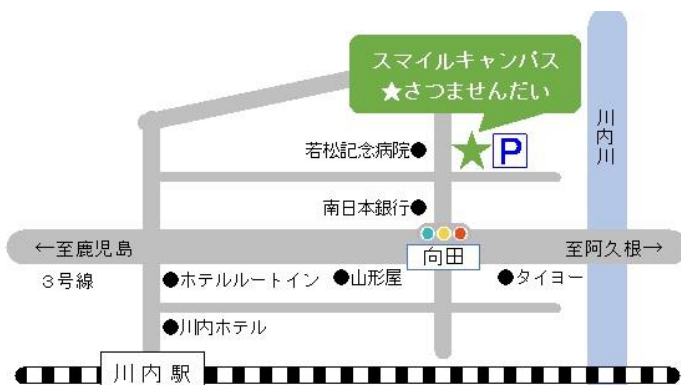 スマイルキャンパス
★さつませんだい
川内川
若松記念病院●
P
南日本銀行●
←至鹿児島
向田
至阿久根→
３号線
●ホテルルートイン
●山形屋
●タイヨー
●川内ホテル
川内駅